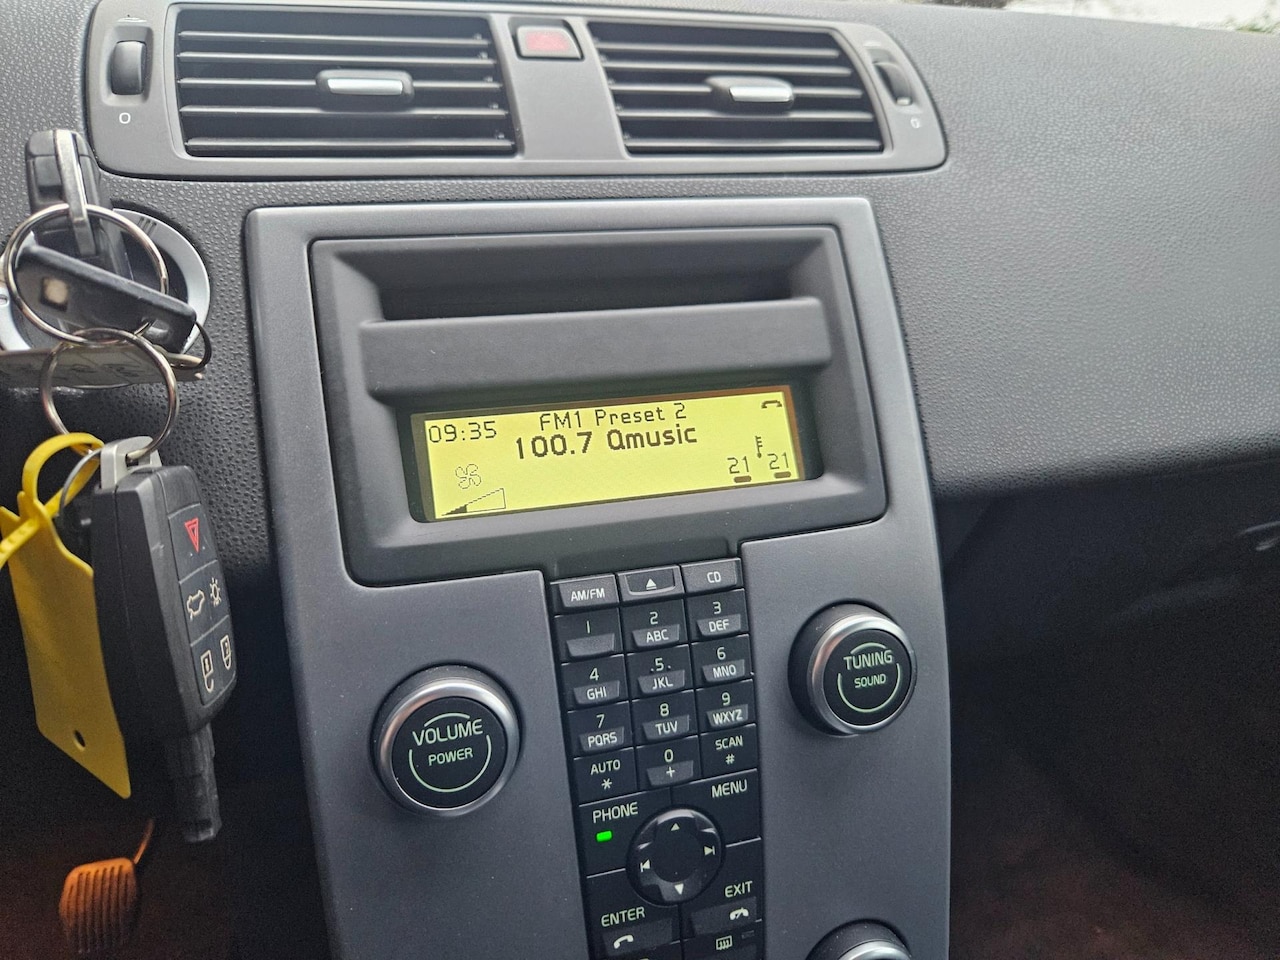 O
O
FM1 Preset 2
09:35
100.7 Qmusic
21 21
AM/FM
CD
1
2
ABC
3
DEF
4
GHI
.5.
JKL
6
MNO
7
PQRS
8
TUV
9
WXYZ
AUTO
*
0
+
SCAN
#
PHONE
MENU
ENTER
EXIT
VOLUME
POWER
TUNING
SOUND